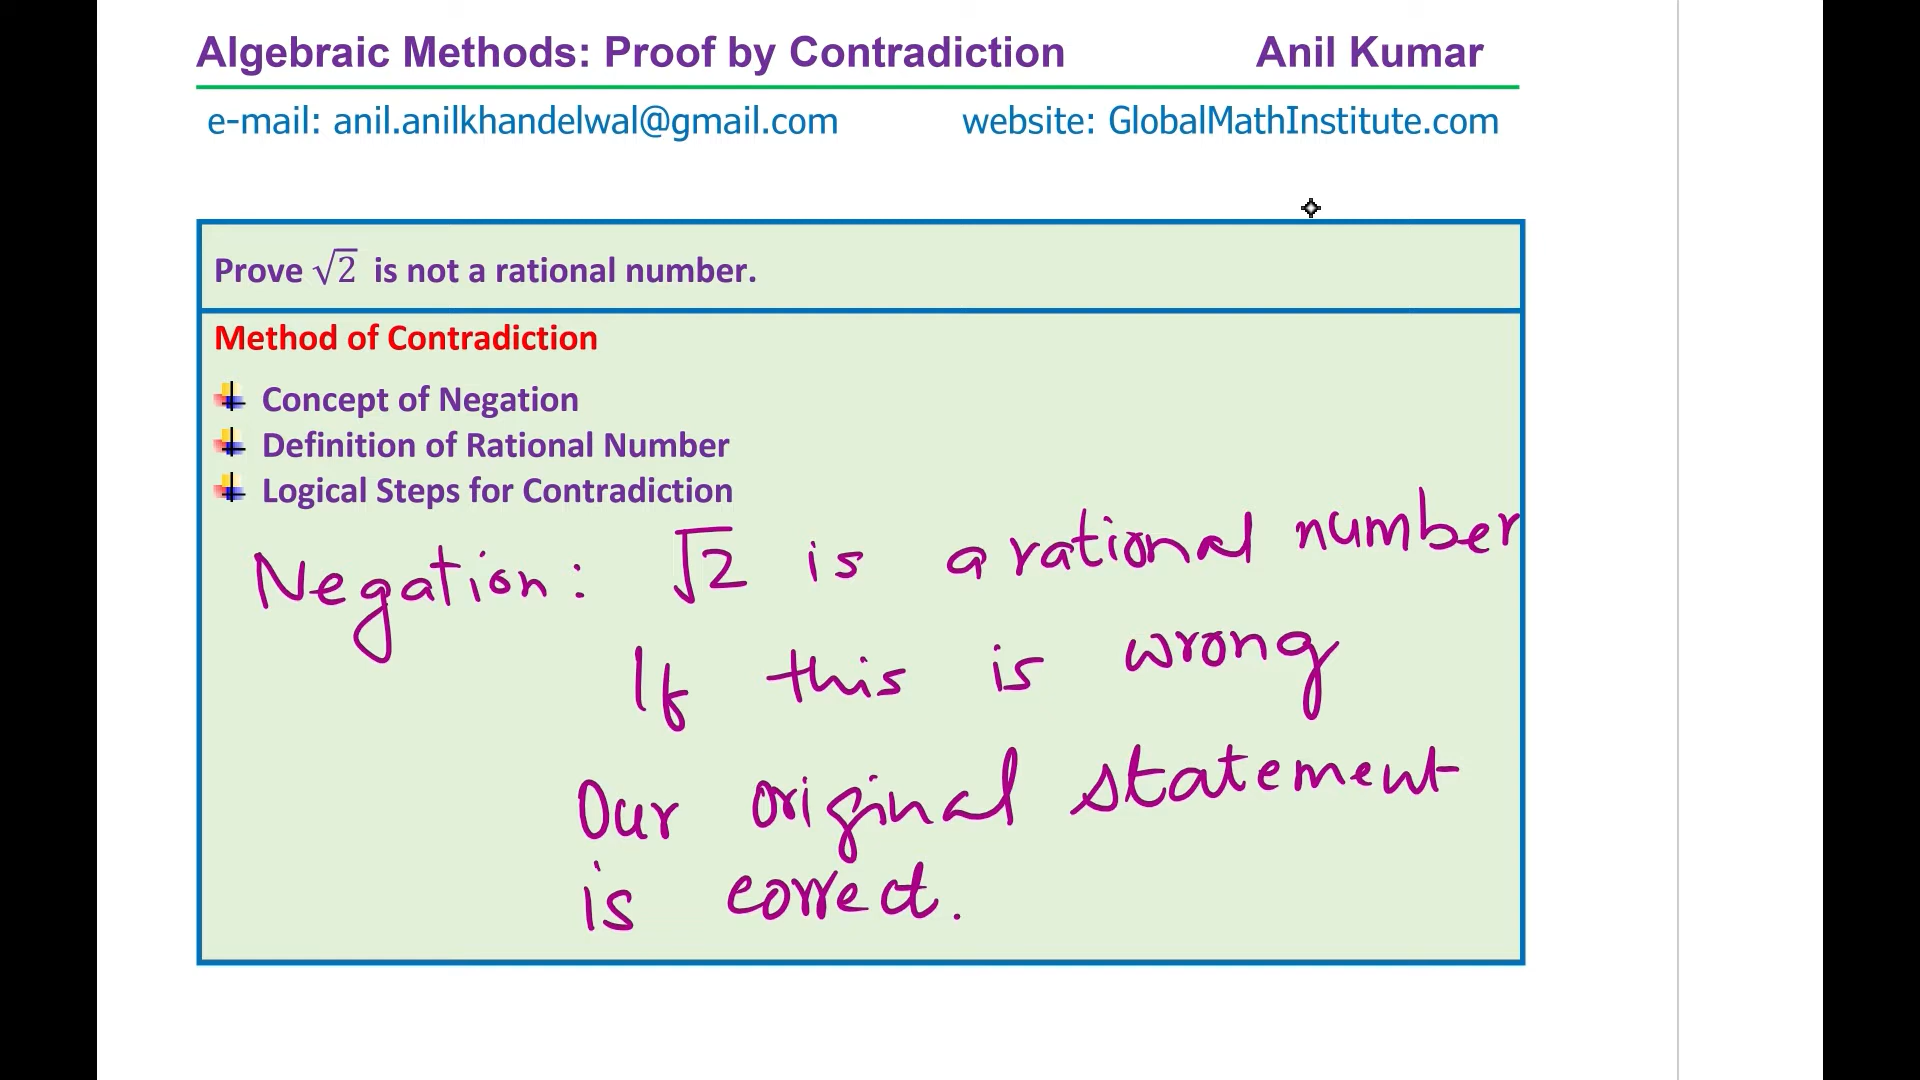 Algebraic Methods: Proof by Contradiction Anil Kumar
e-mail: anil.anilkhandelwal@gmail.com website: GlobalMathInstitute.com
Prove √2 is not a rational number.
Method of Contradiction
Concept of Negation
Definition of Rational Number
Logical Steps for Contradiction
Negation: √2 is a rational number
If this is wrong
Our original statement
is correct.